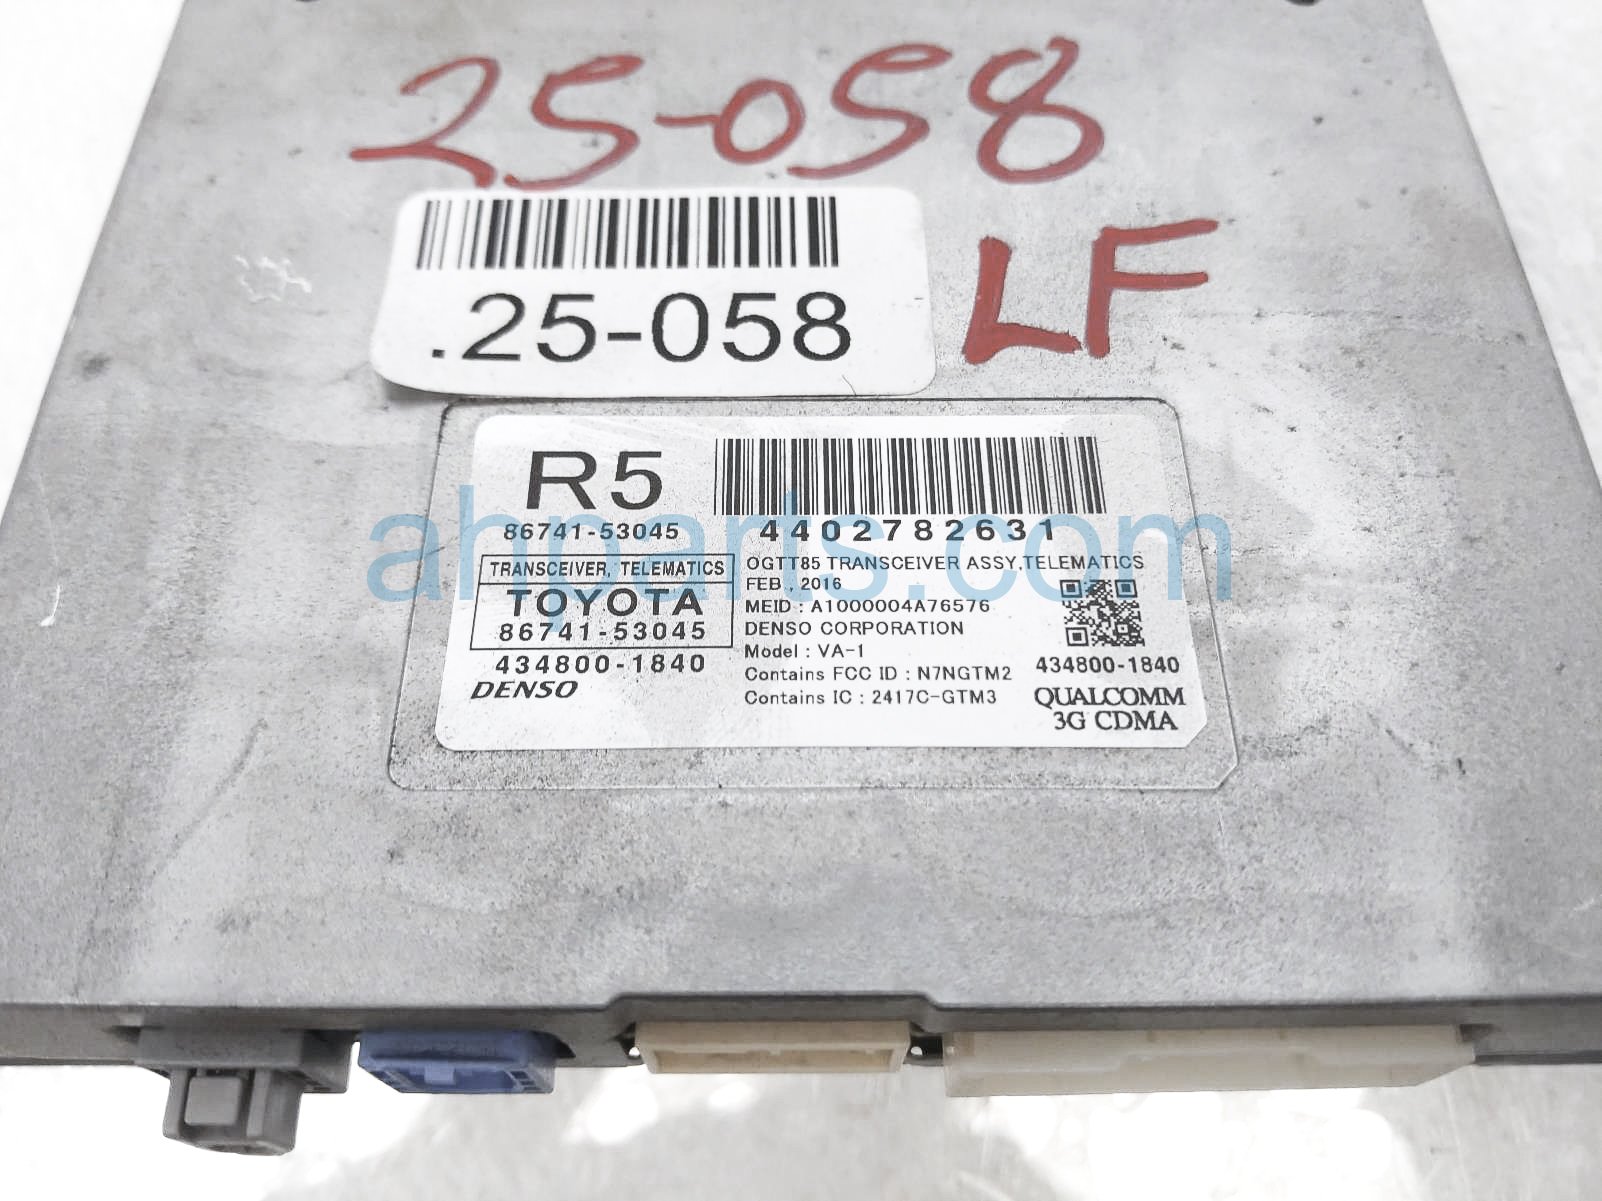 25-058
LF
.25-058
R5
86741-53045
TRANSCEIVER, TELEMATICS
TOYOTA
86741-53045
434800-1840
DENSO
4402782631
OGTT85 TRANSCEIVER ASSY,TELEMATICS
FEB., 2016
MEID : A1000004A76576
DENSO CORPORATION
Model : VA-1
Contains FCC ID : N7NGTM2
Contains IC : 2417C-GTM3
434800-1840
QUALCOMM
3G CDMA
ahparts.com